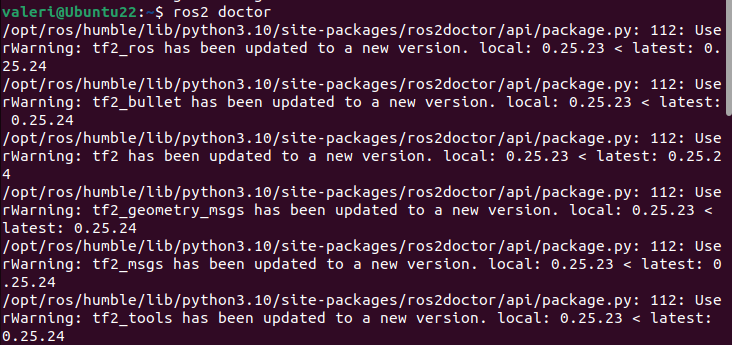 valeri@Ubuntu22:~$ ros2 doctor
/opt/ros/humble/lib/python3.10/site-packages/ros2doctor/api/package.py: 112: Use
rWarning: tf2_ros has been updated to a new version. local: 0.25.23 < latest: 0.
25.24
/opt/ros/humble/lib/python3.10/site-packages/ros2doctor/api/package.py: 112: Use
rWarning: tf2_bullet has been updated to a new version. local: 0.25.23 < latest:
 0.25.24
/opt/ros/humble/lib/python3.10/site-packages/ros2doctor/api/package.py: 112: Use
rWarning: tf2 has been updated to a new version. local: 0.25.23 < latest: 0.25.2
4
/opt/ros/humble/lib/python3.10/site-packages/ros2doctor/api/package.py: 112: Use
rWarning: tf2_geometry_msgs has been updated to a new version. local: 0.25.23 <
latest: 0.25.24
/opt/ros/humble/lib/python3.10/site-packages/ros2doctor/api/package.py: 112: Use
rWarning: tf2_msgs has been updated to a new version. local: 0.25.23 < latest: 0
.25.24
/opt/ros/humble/lib/python3.10/site-packages/ros2doctor/api/package.py: 112: Use
rWarning: tf2_tools has been updated to a new version. local: 0.25.23 < latest:
0.25.24